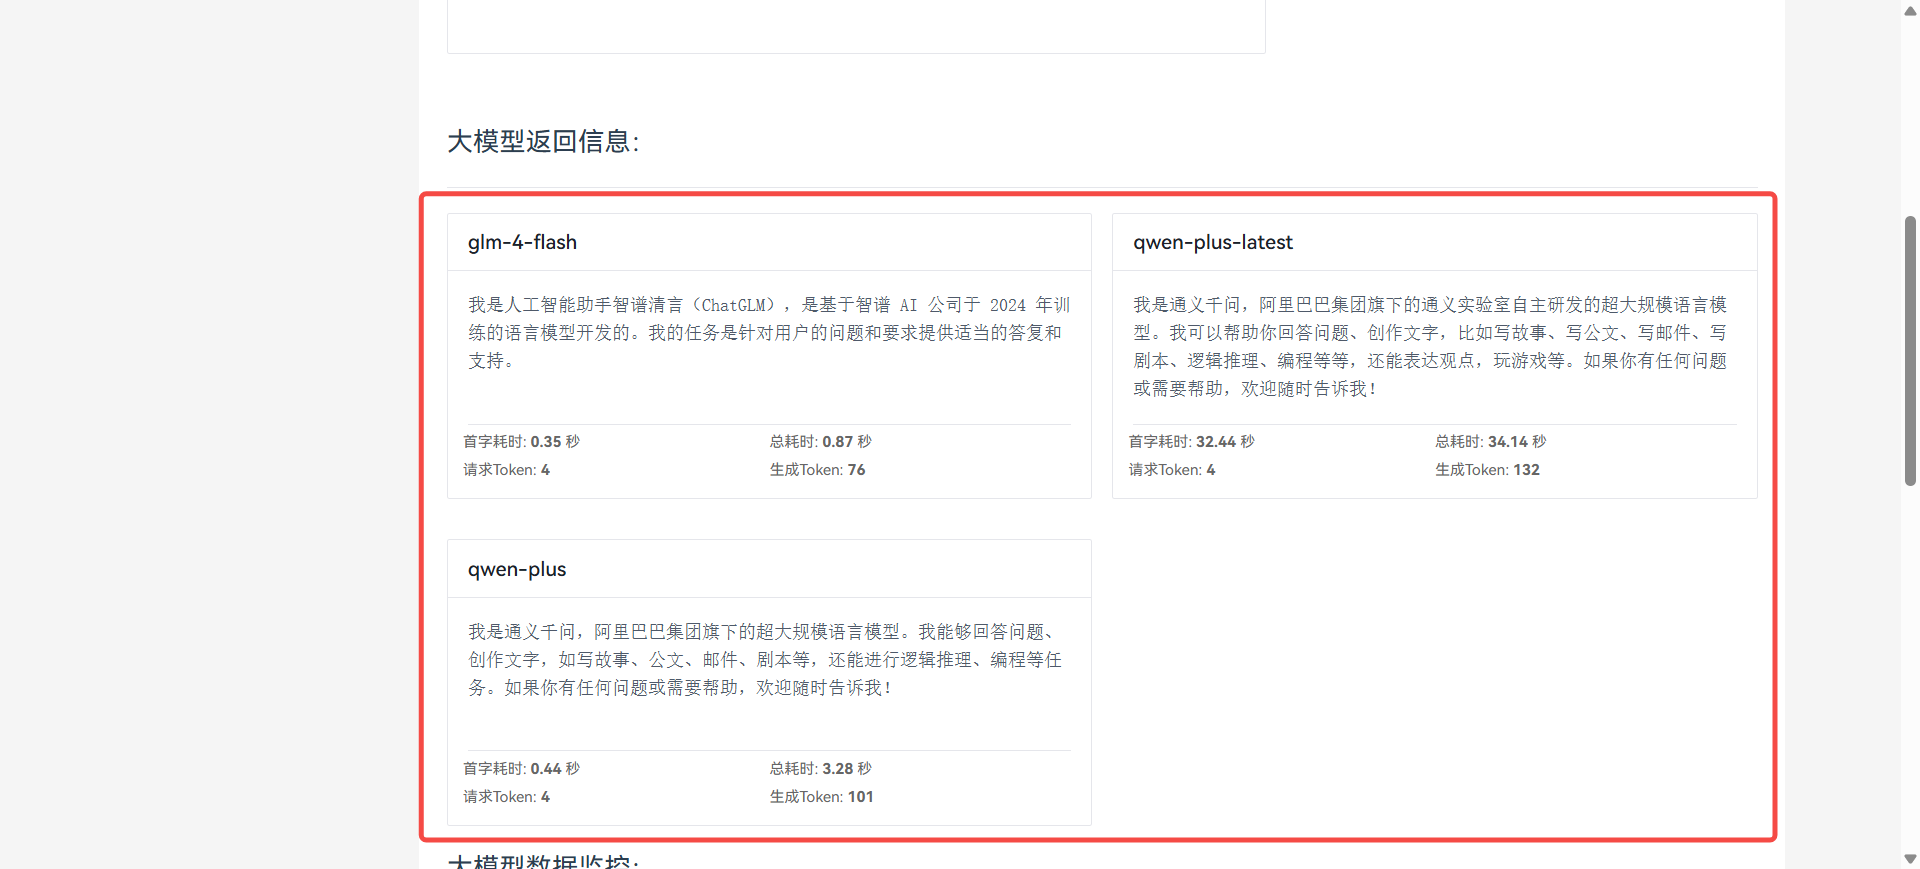 大模型返回信息:
glm-4-flash
我是人工智能助手智谱清言（ChatGLM），是基于智谱 AI 公司于 2024 年训
练的语言模型开发的。我的任务是针对用户的问题和要求提供适当的答复和
支持。
首字耗时: 0.35 秒
总耗时: 0.87 秒
请求Token: 4
生成Token: 76
qwen-plus-latest
我是通义千问，阿里巴巴集团旗下的通义实验室自主研发的超大规模语言模
型。我可以帮助你回答问题、创作文字，比如写故事、写公文、写邮件、写
剧本、逻辑推理、编程等等，还能表达观点，玩游戏等。如果你有任何问题
或需要帮助，欢迎随时告诉我！
首字耗时: 32.44 秒
总耗时: 34.14 秒
请求Token: 4
生成Token: 132
qwen-plus
我是通义千问，阿里巴巴集团旗下的超大规模语言模型。我能够回答问题、
创作文字，如写故事、公文、邮件、剧本等，还能进行逻辑推理、编程等任
务。如果你有任何问题或需要帮助，欢迎随时告诉我！
首字耗时: 0.44 秒
总耗时: 3.28 秒
请求Token: 4
生成Token: 101
大模型数据监控: